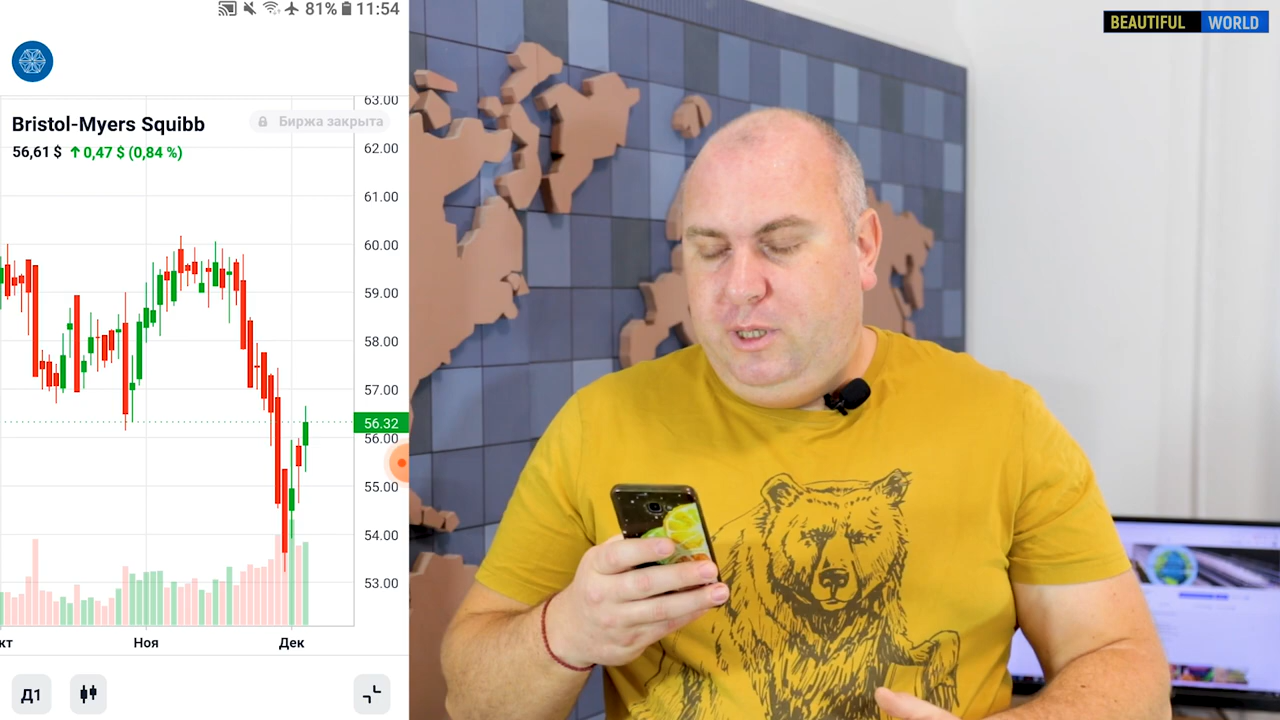 81% 11:54
BEAUTIFUL WORLD
63.00
Bristol-Myers Squibb
Биржа закрыта
56,61 $ ↑ 0,47 $ (0,84 %)
62.00
61.00
60.00
59.00
58.00
57.00
56.32
56.00
55.00
54.00
53.00
кт Ноя Дек
Д1